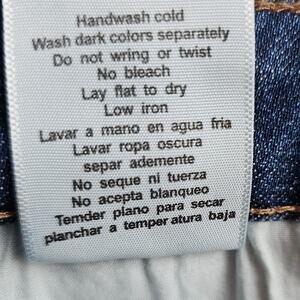 Handwash cold
Wash dark colors separately
Do not wring or twist
No bleach
Lay flat to dry
Low iron
Lavar a mano en agua fria
Lavar ropa oscura
separ ademente
No seque ni tuerza
No acepta blanqueo
Temder piano para secar
planchar a temper atura baja